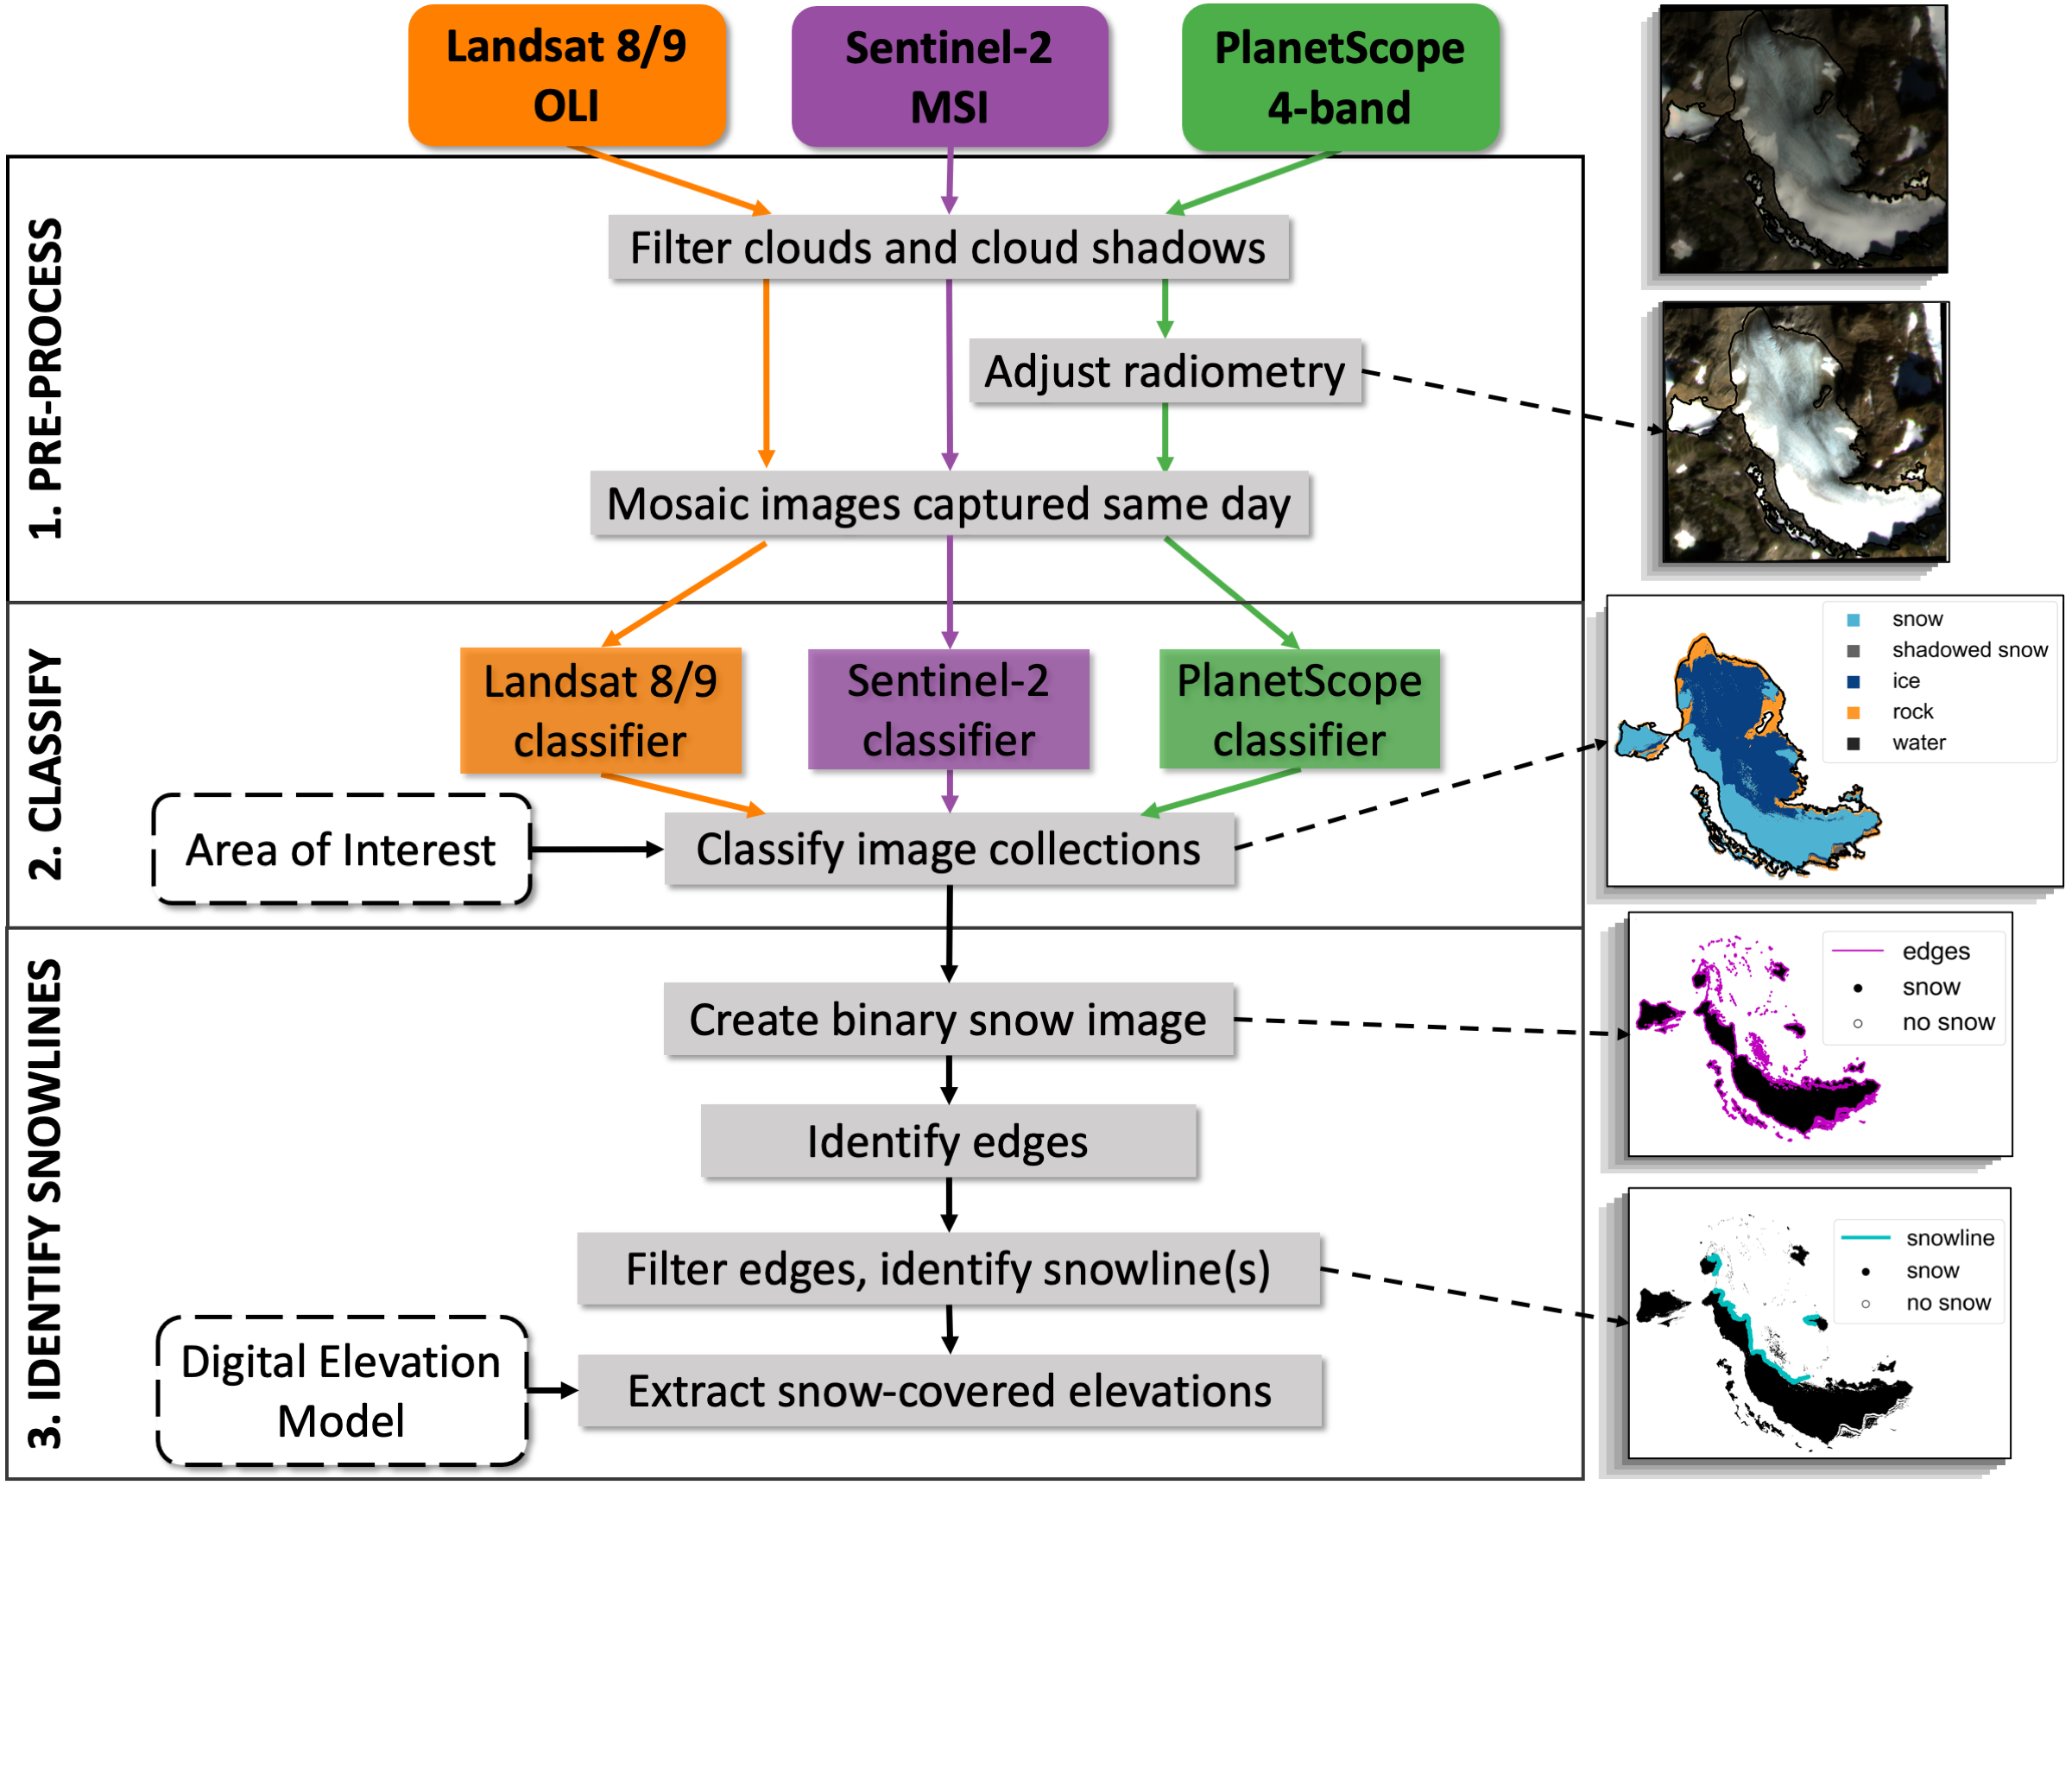 Landsat 8/9
OLI
Sentinel-2
MSI
PlanetScope
4-band
1. PRE-PROCESS
Filter clouds and cloud shadows
Adjust radiometry
Mosaic images captured same day
2. CLASSIFY
Landsat 8/9
classifier
Sentinel-2
classifier
PlanetScope
classifier
Area of Interest
Classify image collections
snow
shadowed snow
ice
rock
water
3. IDENTIFY SNOWLINES
Create binary snow image
edges
snow
no snow
Identify edges
Filter edges, identify snowline(s)
snowline
snow
no snow
Digital Elevation
Model
Extract snow-covered elevations